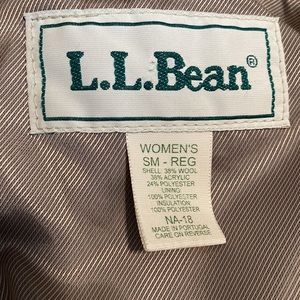 L.L.Bean®
WOMEN'S
SM - REG
SHELL: 38% WOOL
38% ACRYLIC
24% POLYESTER
LINING:
100% POLYESTER
INSULATION:
100% POLYESTER
NA-18
MADE IN PORTUGAL
CARE ON REVERSE